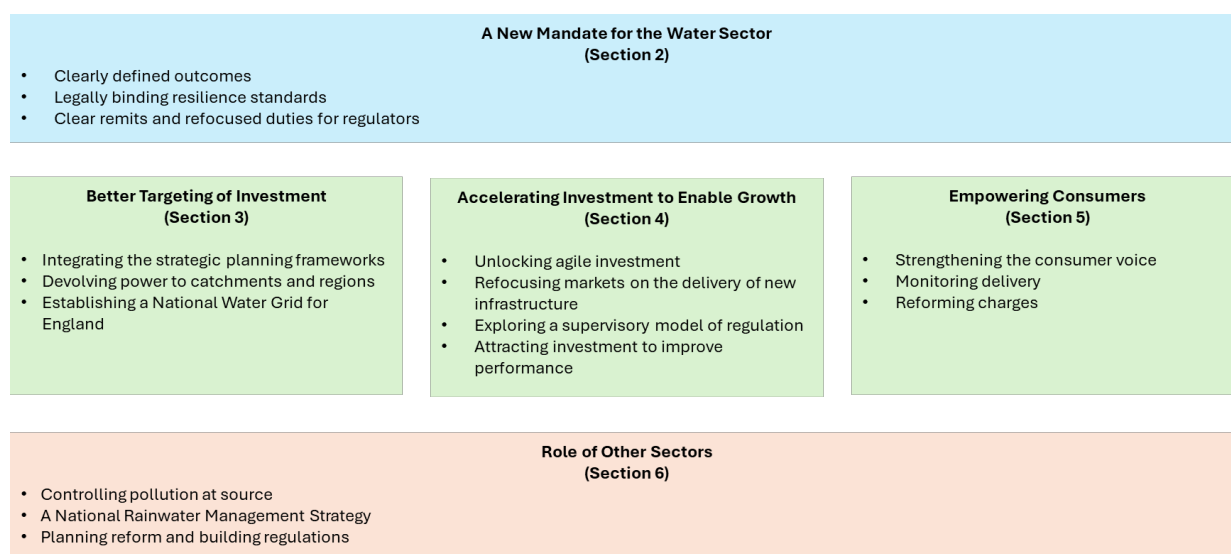 A New Mandate for the Water Sector
(Section 2)
• Clearly defined outcomes
• Legally binding resilience standards
• Clear remits and refocused duties for regulators
Better Targeting of Investment
(Section 3)
• Integrating the strategic planning frameworks
• Devolving power to catchments and regions
• Establishing a National Water Grid for
England
Accelerating Investment to Enable Growth
(Section 4)
• Unlocking agile investment
• Refocusing markets on the delivery of new
infrastructure
• Exploring a supervisory model of regulation
• Attracting investment to improve
performance
Empowering Consumers
(Section 5)
• Strengthening the consumer voice
• Monitoring delivery
• Reforming charges
Role of Other Sectors
(Section 6)
• Controlling pollution at source
• A National Rainwater Management Strategy
• Planning reform and building regulations